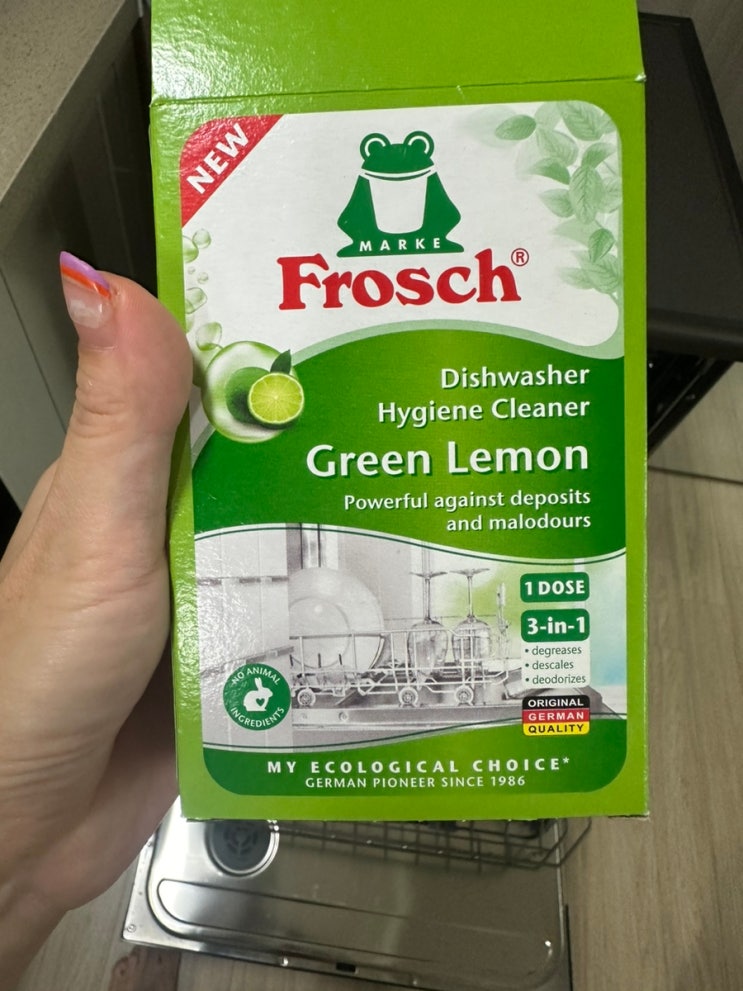 NEW
MARKE
Frosch®
Dishwasher
Hygiene Cleaner
Green Lemon
Powerful against deposits
and malodours
1 DOSE
3-in-1
• degreases
• descales
• deodorizes
NO ANIMAL
INGREDIENTS
ORIGINAL
GERMAN
QUALITY
MY ECOLOGICAL CHOICE*
GERMAN PIONEER SINCE 1986